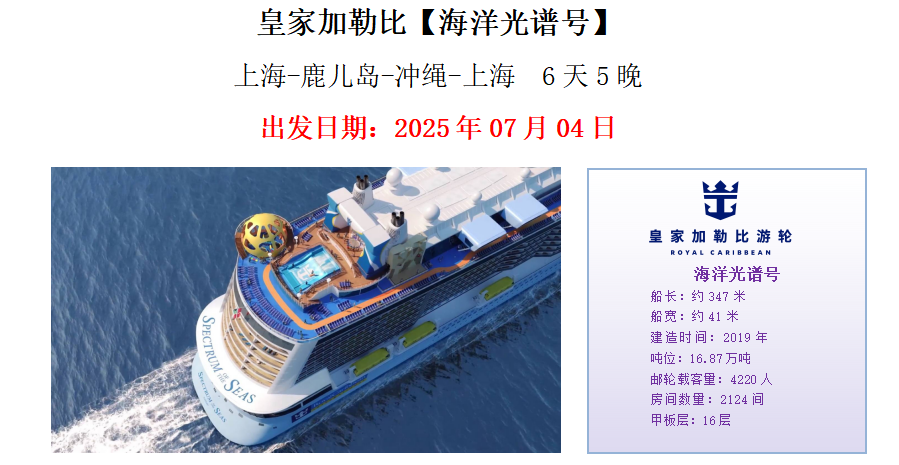 皇家加勒比【海洋光谱号】
上海-鹿儿岛-冲绳-上海 6天5晚
出发日期：2025年07月04日
SPECTRUM
OF THE
SEAS
SPECTRUM OF THE SEAS
皇家加勒比游轮
ROYAL CARIBBEAN
海洋光谱号
船长：约347米
船宽：约41米
建造时间：2019年
吨位：16.87万吨
邮轮载客量：4220人
房间数量：2124间
甲板层：16层